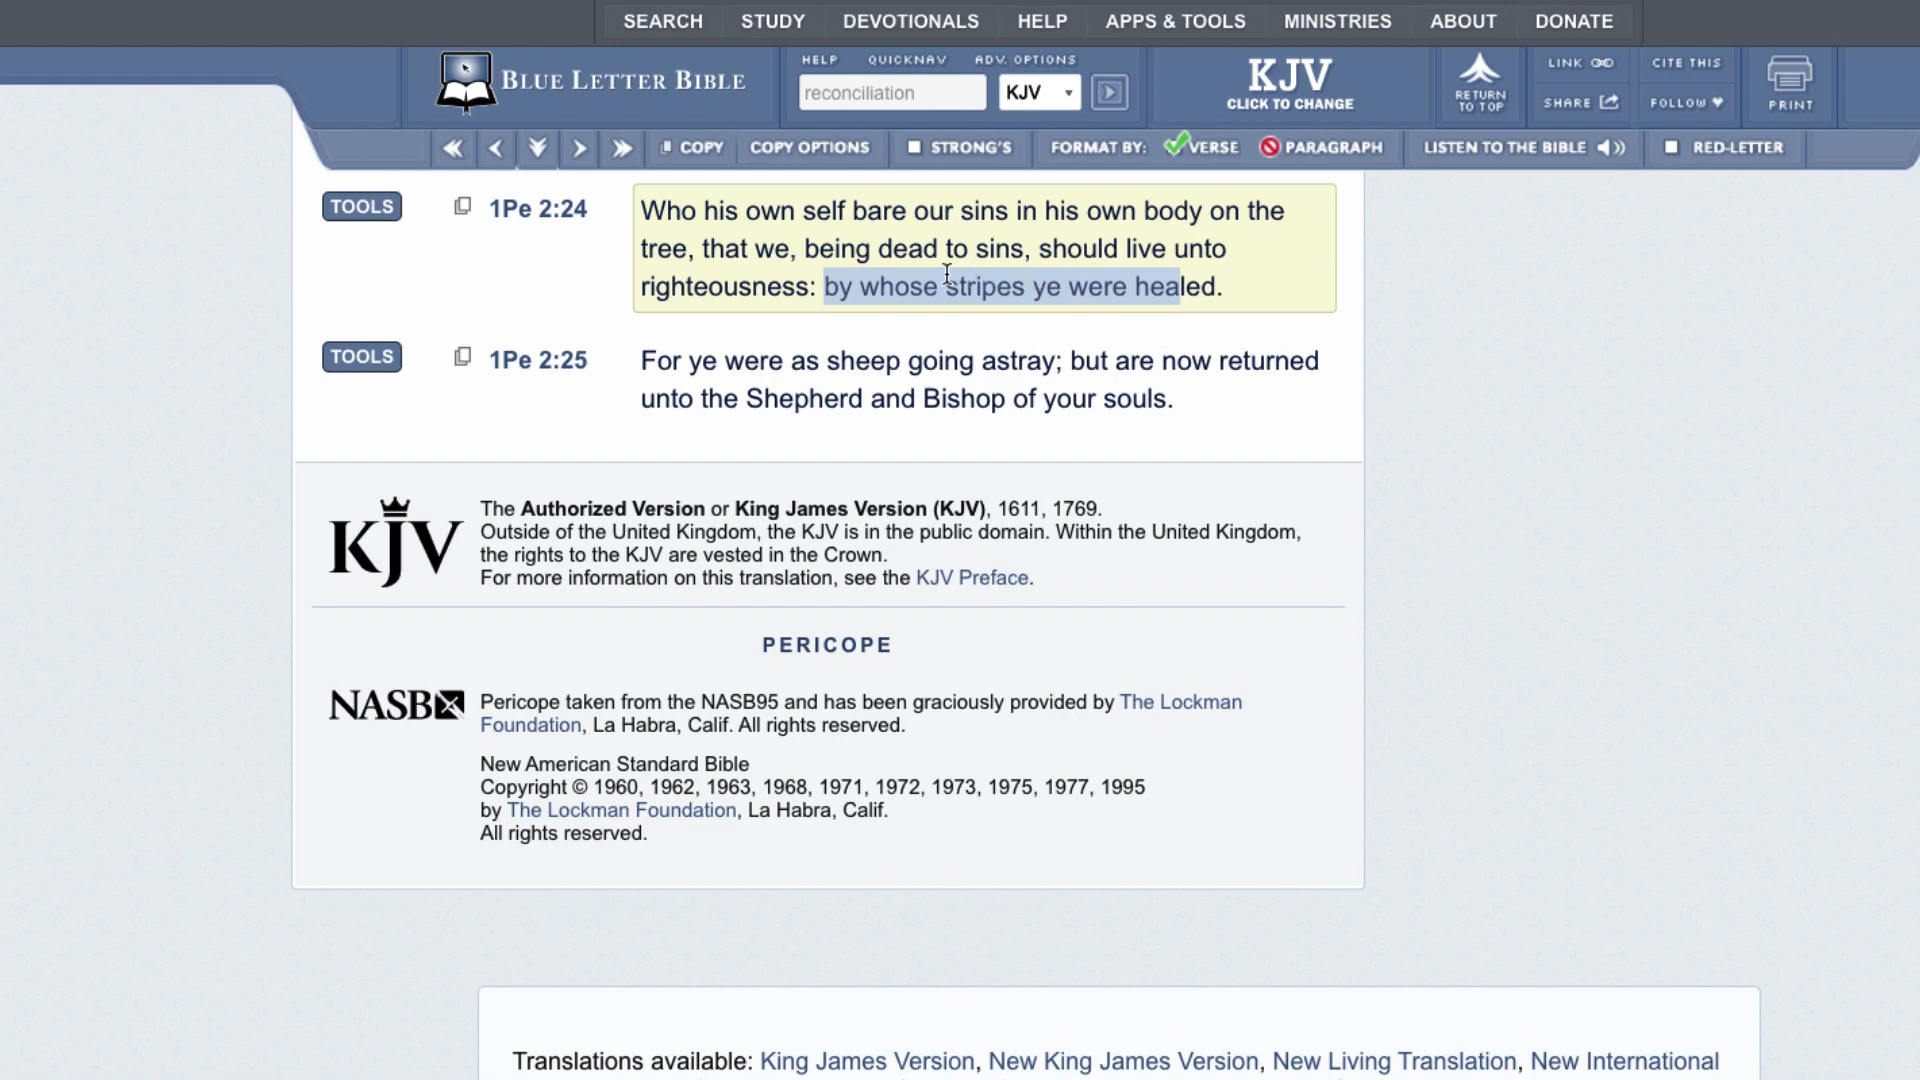 SEARCH STUDY DEVOTIONALS HELP APPS & TOOLS MINISTRIES ABOUT DONATE
BLUE LETTER BIBLE
HELP QUICKNAV ADV. OPTIONS
reconciliation KJV
KJV
CLICK TO CHANGE
RETURN
TO TOP
LINK
SHARE
CITE THIS
FOLLOW
PRINT
COPY COPY OPTIONS STRONG'S FORMAT BY: VERSE PARAGRAPH LISTEN TO THE BIBLE RED-LETTER
TOOLS 1Pe 2:24 Who his own self bare our sins in his own body on the
tree, that we, being dead to sins, should live unto
righteousness: by whose stripes ye were healed.
TOOLS 1Pe 2:25 For ye were as sheep going astray; but are now returned
unto the Shepherd and Bishop of your souls.
KJV
The Authorized Version or King James Version (KJV), 1611, 1769.
Outside of the United Kingdom, the KJV is in the public domain. Within the United Kingdom,
the rights to the KJV are vested in the Crown.
For more information on this translation, see the KJV Preface.
PERICOPE
NASB
Pericope taken from the NASB95 and has been graciously provided by The Lockman
Foundation, La Habra, Calif. All rights reserved.
New American Standard Bible
Copyright © 1960, 1962, 1963, 1968, 1971, 1972, 1973, 1975, 1977, 1995
by The Lockman Foundation, La Habra, Calif.
All rights reserved.
Translations available: King James Version, New King James Version, New Living Translation, New International